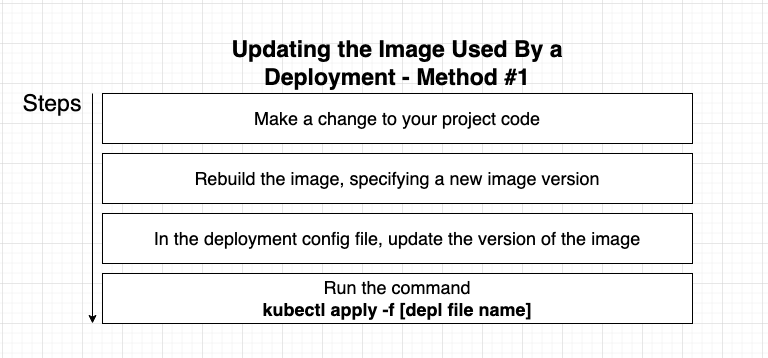 Updating the Image Used By a
Deployment - Method #1
Steps
Make a change to your project code
Rebuild the image, specifying a new image version
In the deployment config file, update the version of the image
Run the command
kubectl apply -f [depl file name]